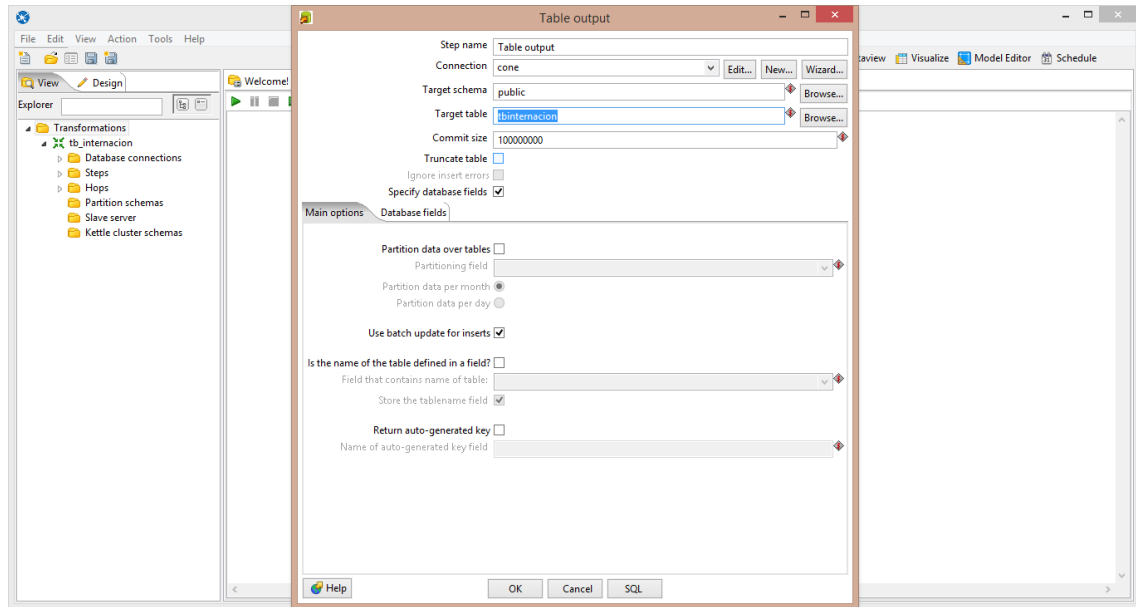 Table output
File Edit View Action Tools Help
View
Design
Explorer
Transformations
tb_internacion
Database connections
Steps
Hops
Partition schemas
Slave server
Kettle cluster schemas
Welcome!
Visualize
Model Editor
Schedule
Step name Table output
Connection cone Edit... New... Wizard...
Target schema public Browse...
Target table tbinternacion Browse...
Commit size 100000000
Truncate table
Ignore insert errors
Specify database fields
Main options Database fields
Partition data over tables
Partitioning field
Partition data per month
Partition data per day
Use batch update for inserts
Is the name of the table defined in a field?
Field that contains name of table:
Store the tablename field
Return auto-generated key
Name of auto-generated key field
Help OK Cancel SQL